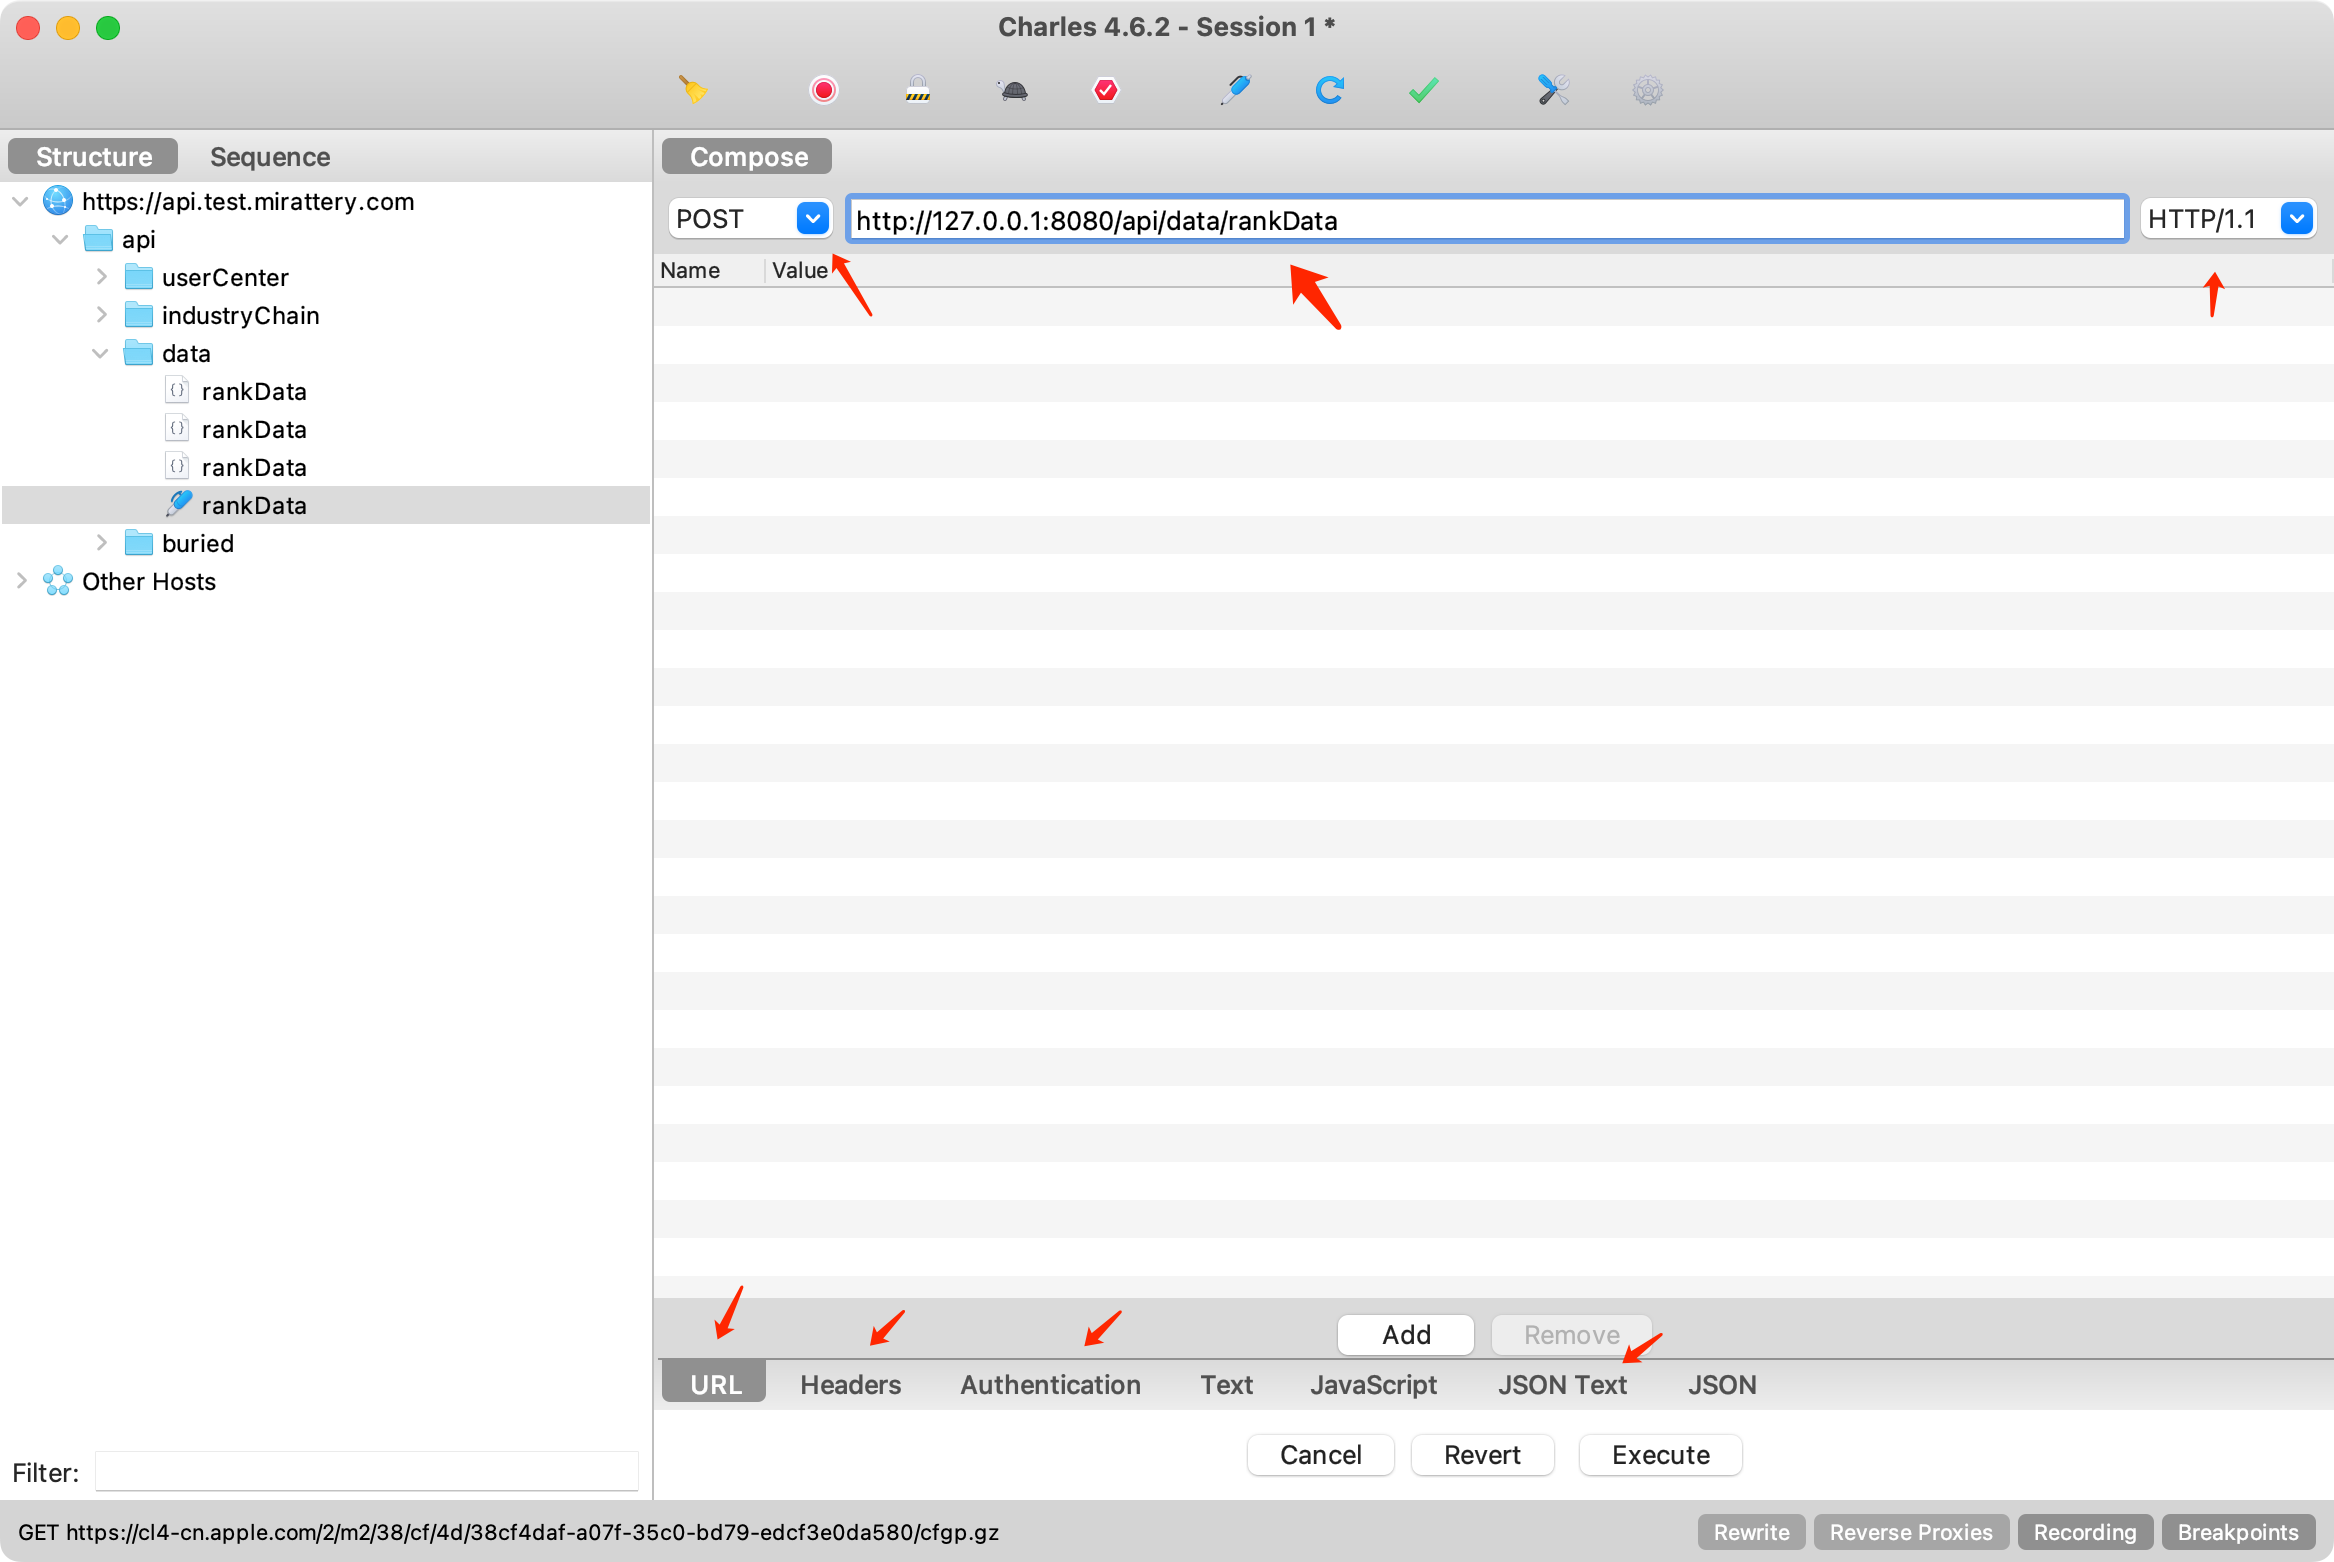 Charles 4.6.2 - Session 1 *
Structure Sequence
https://api.test.mirattery.com
api
userCenter
industryChain
data
rankData
rankData
rankData
rankData
buried
Other Hosts
Filter:
Compose
POST http://127.0.0.1:8080/api/data/rankData HTTP/1.1
Name Value
Add Remove
URL Headers Authentication Text JavaScript JSON Text JSON
Cancel Revert Execute
GET https://cl4-cn.apple.com/2/m2/38/cf/4d/38cf4daf-a07f-35c0-bd79-edcf3e0da580/cfgp.gz
Rewrite Reverse Proxies Recording Breakpoints